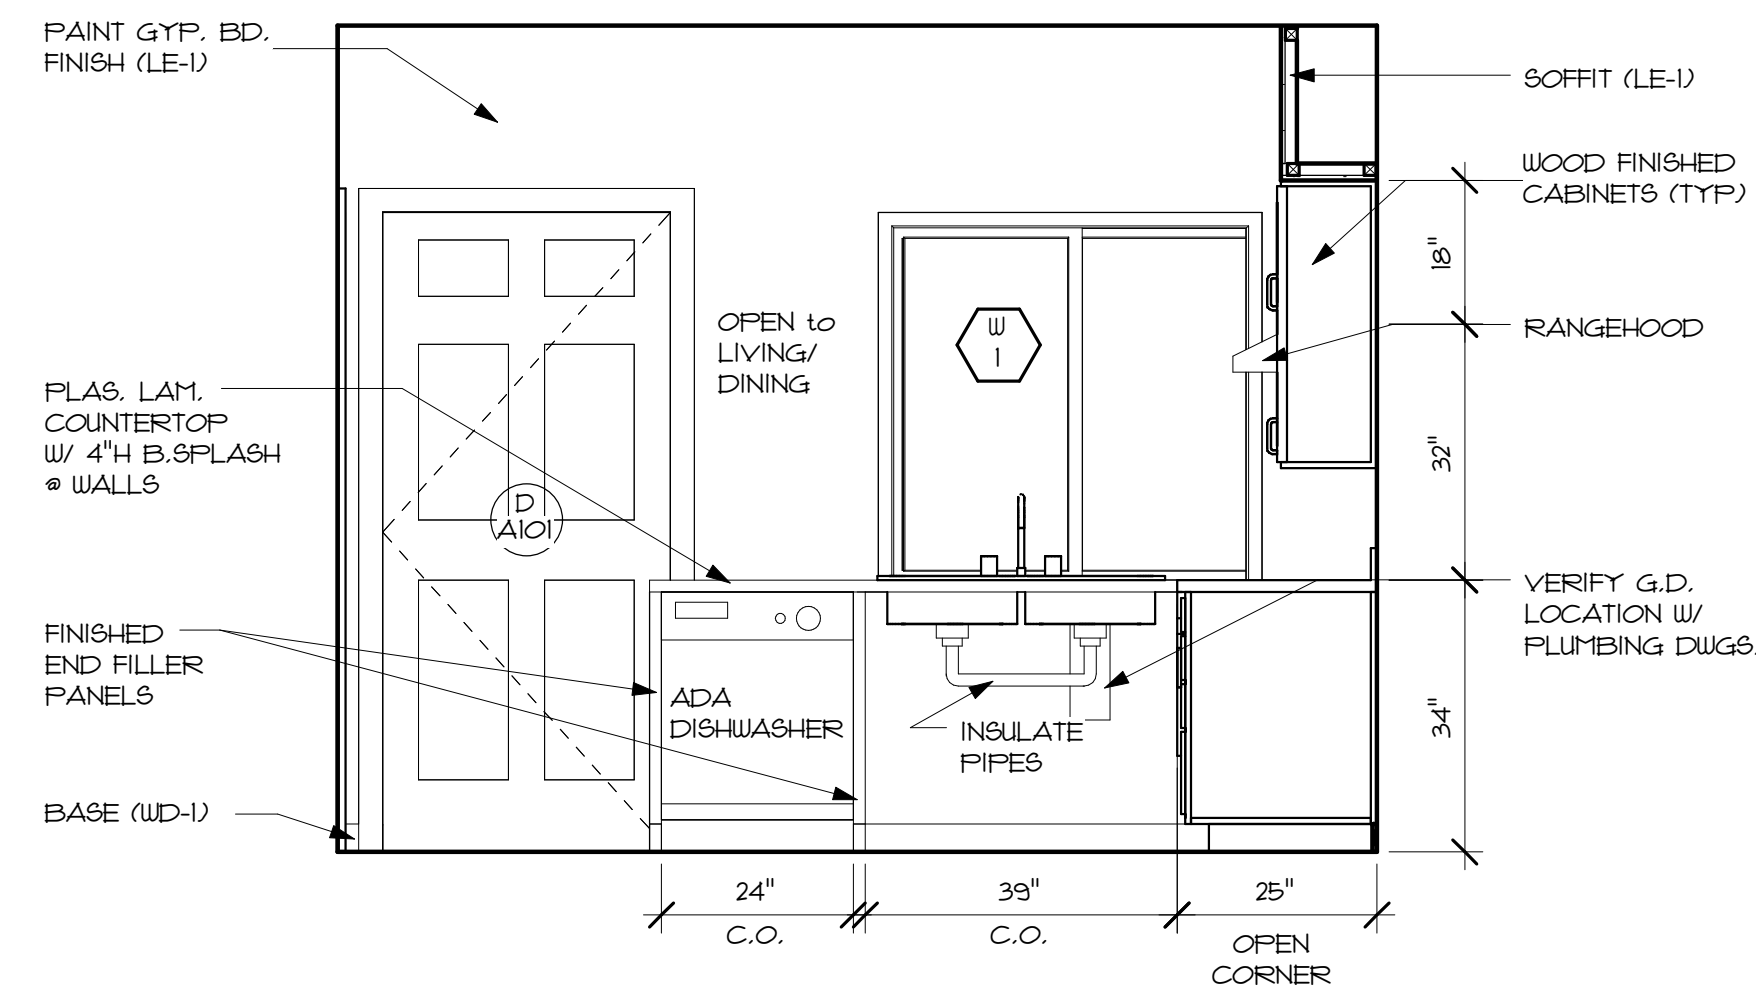 PAINT GYP. BD.
FINISH (LE-1)
SOFFIT (LE-1)
WOOD FINISHED
CABINETS (TYP)
18"
OPEN to
LIVING/
DINING
W
1
RANGEHOOD
PLAS. LAM.
COUNTERTOP
W/ 4"H B.SPLASH
@ WALLS
32"
D
A101
VERIFY G.D.
LOCATION W/
PLUMBING DWGS.
FINISHED
END FILLER
PANELS
ADA
DISHWASHER
INSULATE
PIPES
34"
BASE (WD-1)
24"
C.O.
39"
C.O.
25"
OPEN
CORNER